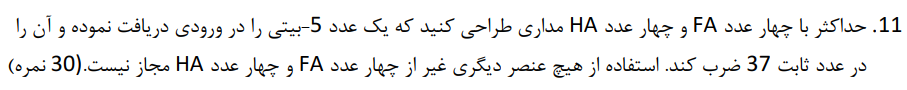 11. حداکثر با چهار عدد FA و چهار عدد HA مداری طراحی کنید که یک عدد 5-بیتی را در ورودی دریافت نموده و آن را
در عدد ثابت 37 ضرب کند. استفاده از هیچ عنصر دیگری غیر از چهار عدد FA و چهار عدد HA مجاز نیست.(30 نمره)